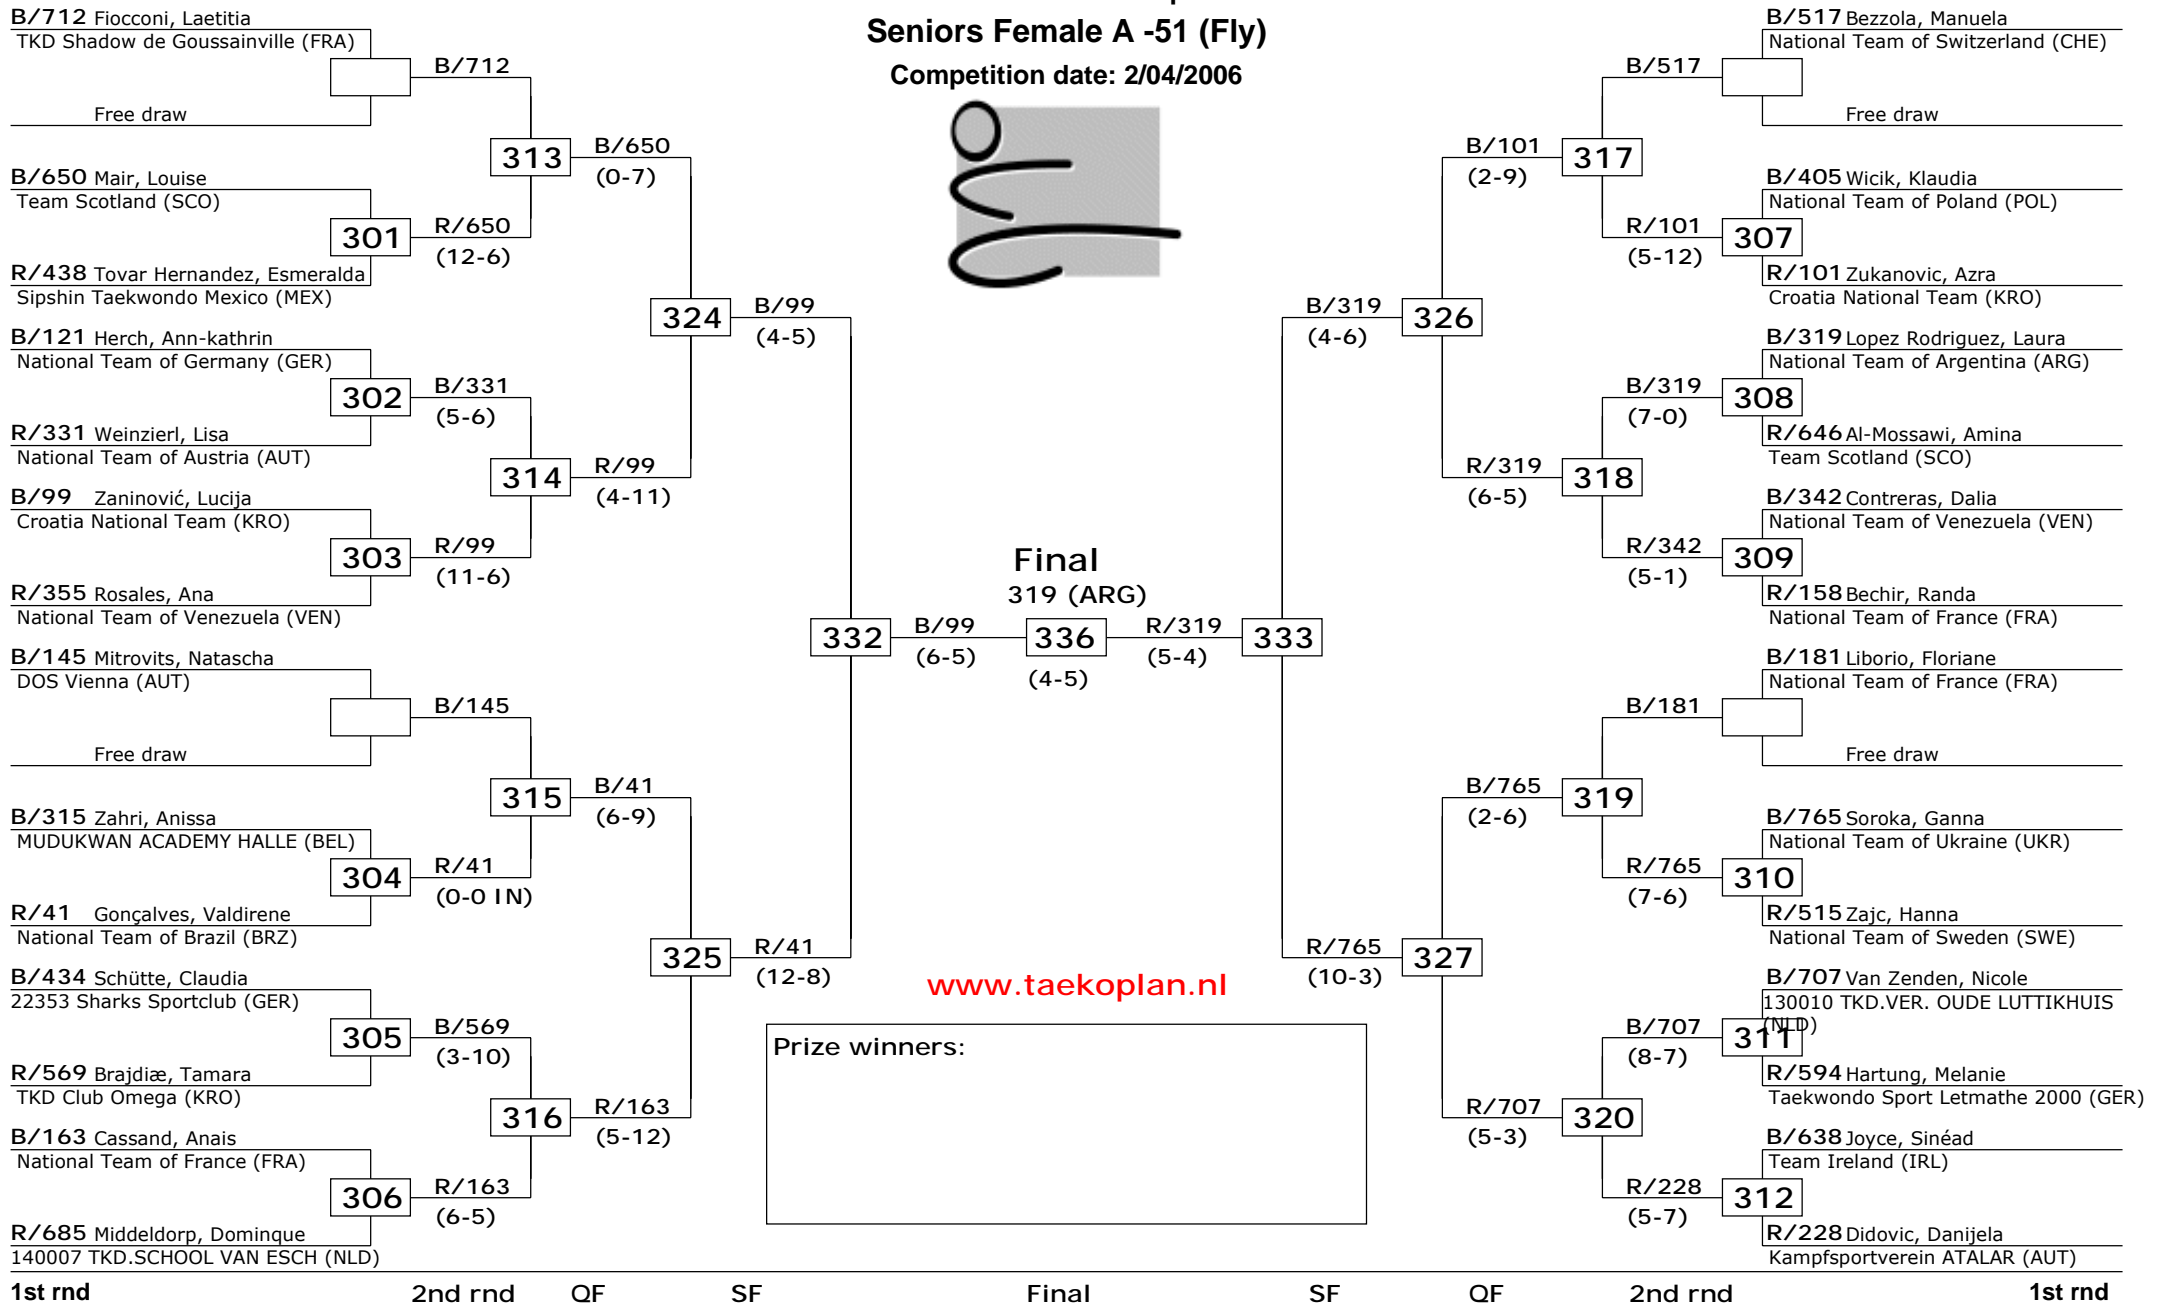 Seniors Female A -51 (Fly)
Competition date: 2/04/2006
B/712 Fiocconi, Laetitia
TKD Shadow de Goussainville (FRA)
Free draw
B/650 Mair, Louise
Team Scotland (SCO)
R/438 Tovar Hernandez, Esmeralda
Sipshin Taekwondo Mexico (MEX)
B/121 Herch, Ann-kathrin
National Team of Germany (GER)
R/331 Weinzierl, Lisa
National Team of Austria (AUT)
B/99 Zaninović, Lucija
Croatia National Team (KRO)
R/355 Rosales, Ana
National Team of Venezuela (VEN)
B/145 Mitrovits, Natascha
DOS Vienna (AUT)
Free draw
B/315 Zahri, Anissa
MUDUKWAN ACADEMY HALLE (BEL)
R/41 Gonçalves, Valdirene
National Team of Brazil (BRZ)
B/434 Schütte, Claudia
22353 Sharks Sportclub (GER)
R/569 Brajdiæ, Tamara
TKD Club Omega (KRO)
B/163 Cassand, Anais
National Team of France (FRA)
R/685 Middeldorp, Dominque
140007 TKD.SCHOOL VAN ESCH (NLD)
B/712
301
R/650
(12-6)
302
B/331
(5-6)
303
R/99
(11-6)
B/145
304
R/41
(0-0 IN)
305
B/569
(3-10)
306
R/163
(6-5)
313
B/650
(0-7)
314
R/99
(4-11)
315
B/41
(6-9)
316
R/163
(5-12)
324
B/99
(4-5)
325
R/41
(12-8)
332
B/99
(6-5)
Final
319 (ARG)
336
(4-5)
R/319
(5-4)
333
B/319
(4-6)
326
R/765
(10-3)
327
B/101
(2-9)
317
R/319
(6-5)
318
B/765
(2-6)
319
R/707
(5-3)
320
B/517
R/101
(5-12)
307
B/319
(7-0)
308
R/342
(5-1)
309
B/181
R/765
(7-6)
310
B/707
(8-7)
311
R/228
(5-7)
312
B/517 Bezzola, Manuela
National Team of Switzerland (CHE)
Free draw
B/405 Wicik, Klaudia
National Team of Poland (POL)
R/101 Zukanovic, Azra
Croatia National Team (KRO)
B/319 Lopez Rodriguez, Laura
National Team of Argentina (ARG)
R/646 Al-Mossawi, Amina
Team Scotland (SCO)
B/342 Contreras, Dalia
National Team of Venezuela (VEN)
R/158 Bechir, Randa
National Team of France (FRA)
B/181 Liborio, Floriane
National Team of France (FRA)
Free draw
B/765 Soroka, Ganna
National Team of Ukraine (UKR)
R/515 Zajc, Hanna
National Team of Sweden (SWE)
B/707 Van Zenden, Nicole
130010 TKD.VER. OUDE LUTTIKHUIS
(NLD)
R/594 Hartung, Melanie
Taekwondo Sport Letmathe 2000 (GER)
B/638 Joyce, Sinéad
Team Ireland (IRL)
R/228 Didovic, Danijela
Kampfsportverein ATALAR (AUT)
www.taekoplan.nl
Prize winners:
1st rnd 2nd rnd QF SF Final SF QF 2nd rnd 1st rnd